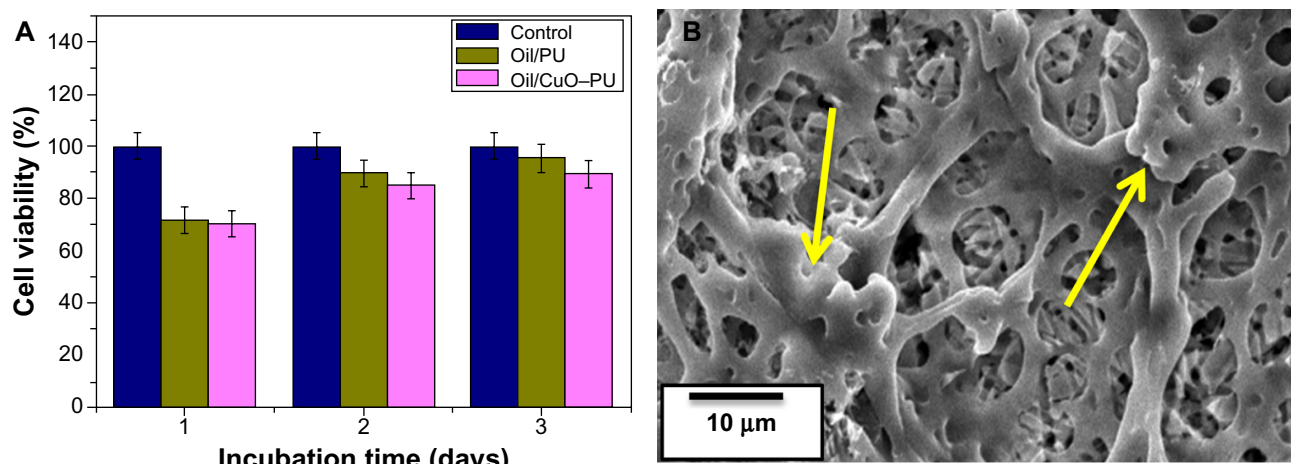 A
Control
Oil/PU
Oil/CuO–PU
140
120
100
80
60
40
20
0
Cell viability (%)
1
2
3
Incubation time (days)
B
10 µm